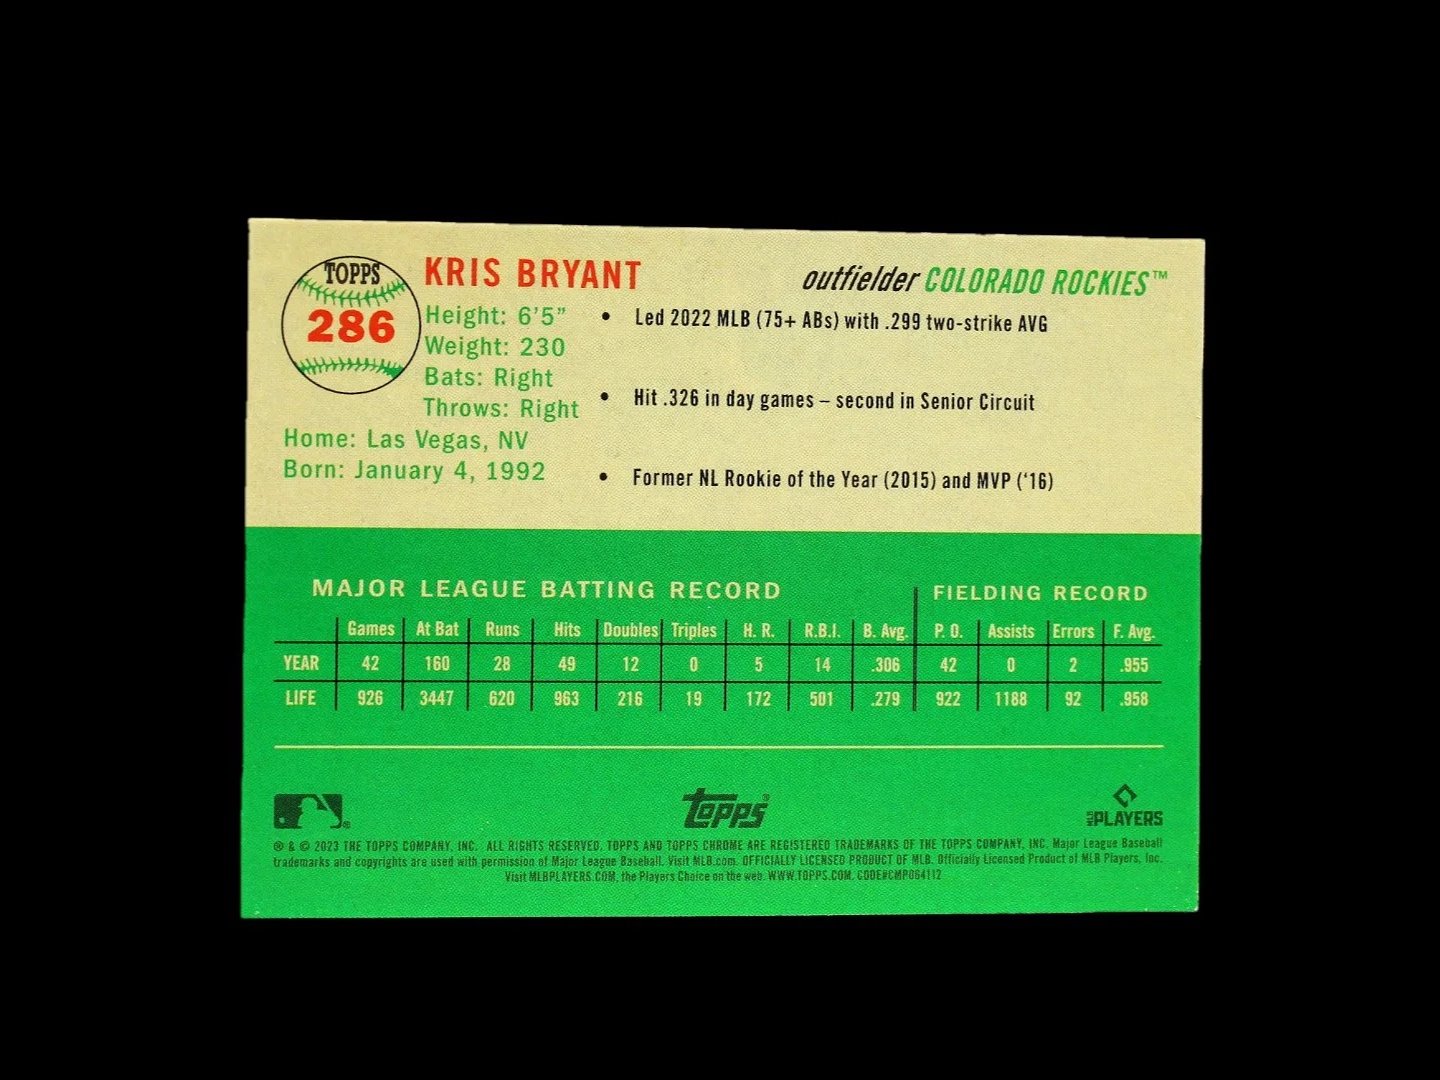 TOPPS
286
KRIS BRYANT
outfielder COLORADO ROCKIES™
Height: 6'5"
Weight: 230
Bats: Right
Throws: Right
Home: Las Vegas, NV
Born: January 4, 1992
• Led 2022 MLB (75+ ABs) with .299 two-strike AVG
• Hit .326 in day games – second in Senior Circuit
• Former NL Rookie of the Year (2015) and MVP ('16)
MAJOR LEAGUE BATTING RECORD FIELDING RECORD
Games At Bat Runs Hits Doubles Triples H. R. R.B.I. B. Avg. P. O. Assists Errors F. Avg.
YEAR 42 160 28 49 12 0 5 14 .306 42 0 2 .955
LIFE 926 3447 620 963 216 19 172 501 .279 922 1188 92 .958
topps®
MLB PLAYERS
® & © 2023 THE TOPPS COMPANY, INC. ALL RIGHTS RESERVED. TOPPS AND TOPPS CHROME ARE REGISTERED TRADEMARKS OF THE TOPPS COMPANY, INC. Major League Baseball
trademarks and copyrights are used with permission of Major League Baseball. Visit MLB.com. OFFICIALLY LICENSED PRODUCT OF MLB. Officially Licensed Product of MLB Players, Inc.
Visit MLBPLAYERS.COM, the Players Choice on the web. WWW.TOPPS.COM. CODE#CMP064112